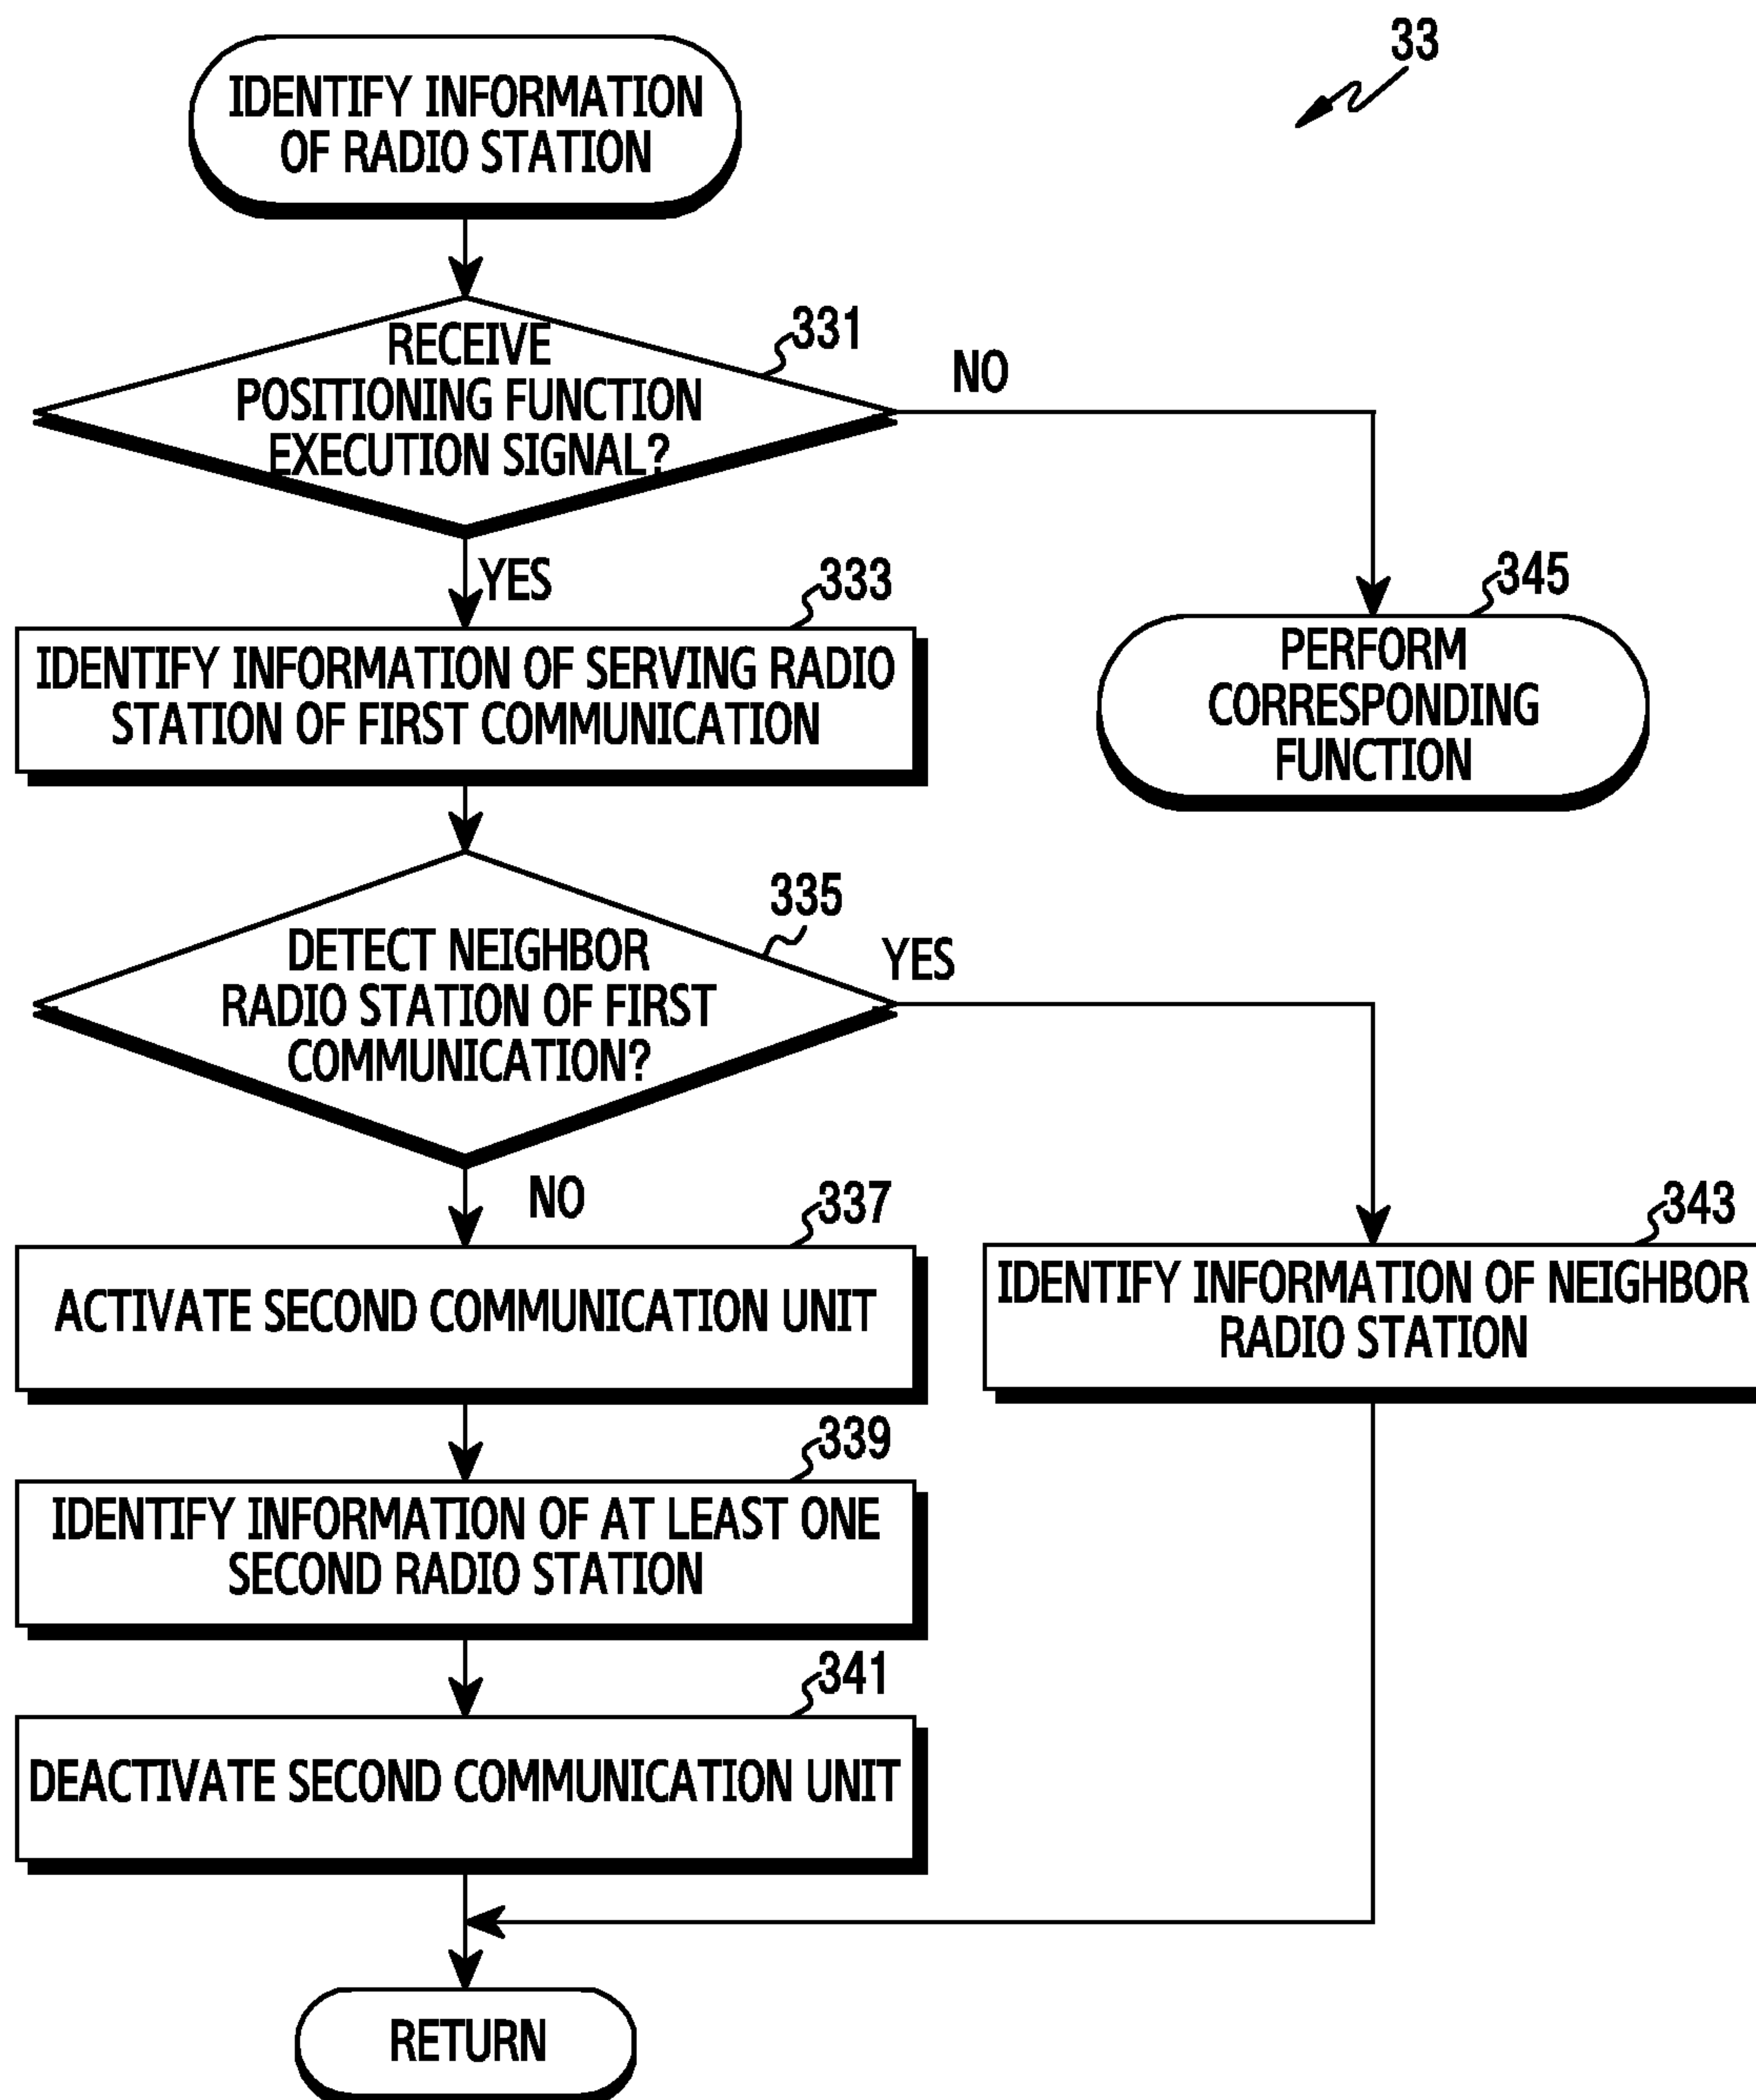 33
IDENTIFY INFORMATION
OF RADIO STATION
331
RECEIVE
POSITIONING FUNCTION
EXECUTION SIGNAL?
NO
YES
333
IDENTIFY INFORMATION OF SERVING RADIO
STATION OF FIRST COMMUNICATION
345
PERFORM
CORRESPONDING
FUNCTION
335
DETECT NEIGHBOR
RADIO STATION OF FIRST
COMMUNICATION?
YES
NO
337
ACTIVATE SECOND COMMUNICATION UNIT
343
IDENTIFY INFORMATION OF NEIGHBOR
RADIO STATION
339
IDENTIFY INFORMATION OF AT LEAST ONE
SECOND RADIO STATION
341
DEACTIVATE SECOND COMMUNICATION UNIT
RETURN